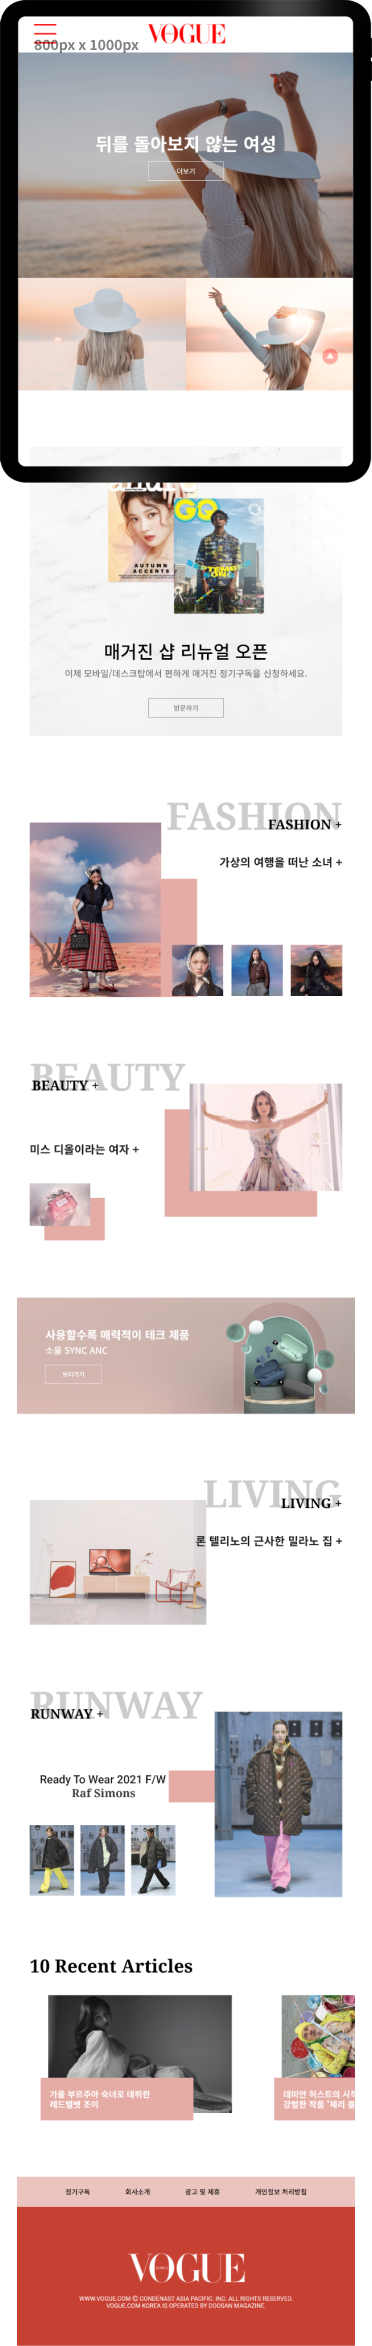 VOGUE
800px x 1000px
뒤를 돌아보지 않는 여성
더보기
GQ
AUTUMN
ACCENTS
매거진 샵 리뉴얼 오픈
이제 모바일/데스크탑에서 편하게 매거진 정기구독을 신청하세요.
방문하기
FASHION
FASHION +
가상의 여행을 떠난 소녀 +
BEAUTY
BEAUTY +
미스 디올이라는 여자 +
사용할수록 매력적이 테크 제품
소울 SYNC ANC
보러가기
LIVING
LIVING +
론 텔리노의 근사한 밀라노 집 +
RUNWAY
RUNWAY +
Ready To Wear 2021 F/W
Raf Simons
10 Recent Articles
가을 부르주아 숙녀로 데뷔한
레드벨벳 조이
데미안 허스트의 시작
강렬한 작품 '체리 블
정기구독 회사소개 광고 및 제휴 개인정보 처리방침
VOGUE
WWW.VOGUE.COM © CONDÉNAST ASIA PACIFIC. INC. ALL RIGHTS RESERVED.
VOGUE.COM KOREA IS OPERATED BY DOOSAN MAGAZINE.